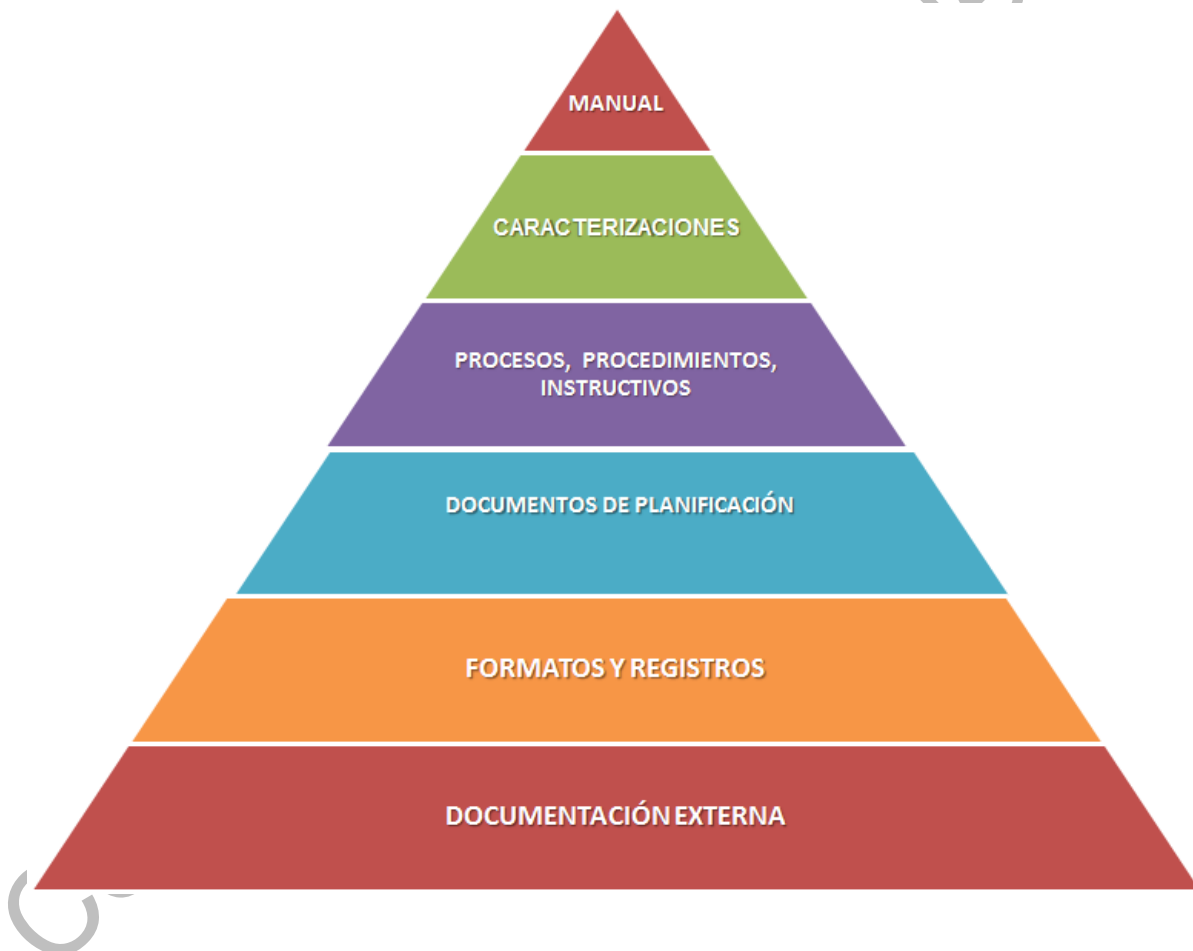 MANUAL
CARACTERIZACIONES
PROCESOS, PROCEDIMIENTOS,
INSTRUCTIVOS
DOCUMENTOS DE PLANIFICACIÓN
FORMATOS Y REGISTROS
DOCUMENTACIÓN EXTERNA